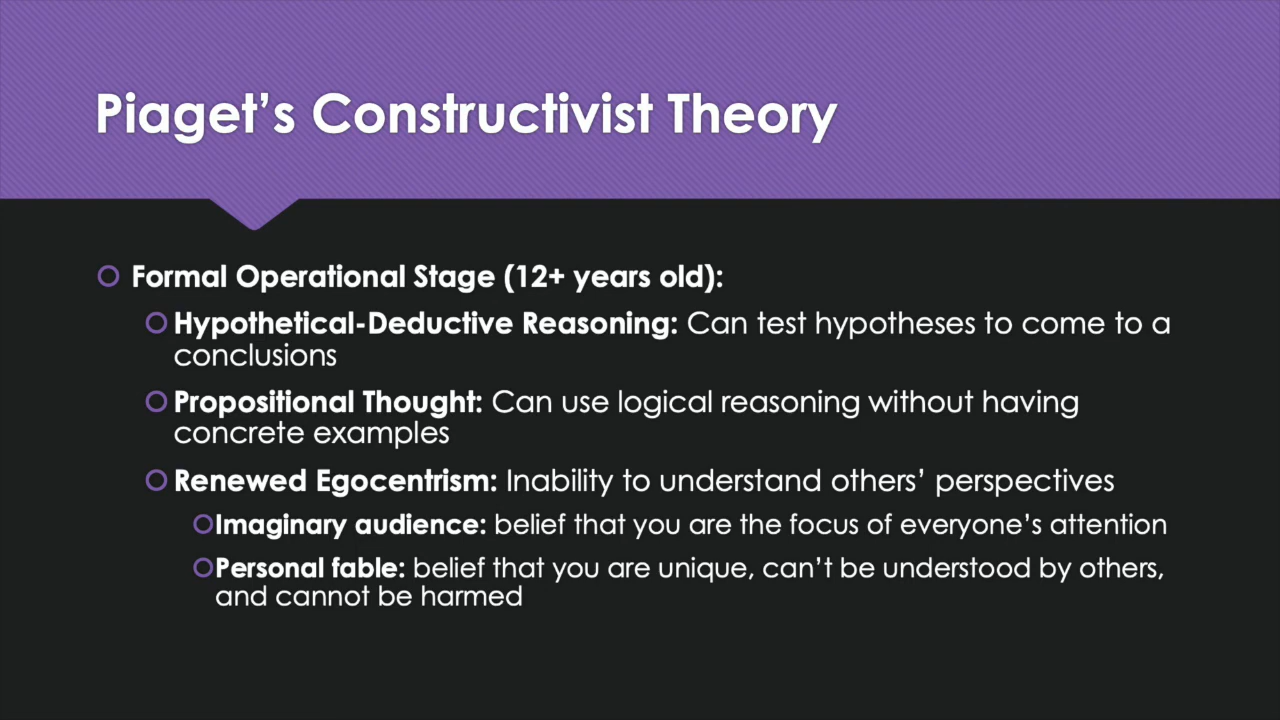 Piaget’s Constructivist Theory
Formal Operational Stage (12+ years old):
Hypothetical-Deductive Reasoning: Can test hypotheses to come to a
conclusions
Propositional Thought: Can use logical reasoning without having
concrete examples
Renewed Egocentrism: Inability to understand others’ perspectives
Imaginary audience: belief that you are the focus of everyone’s attention
Personal fable: belief that you are unique, can’t be understood by others,
and cannot be harmed